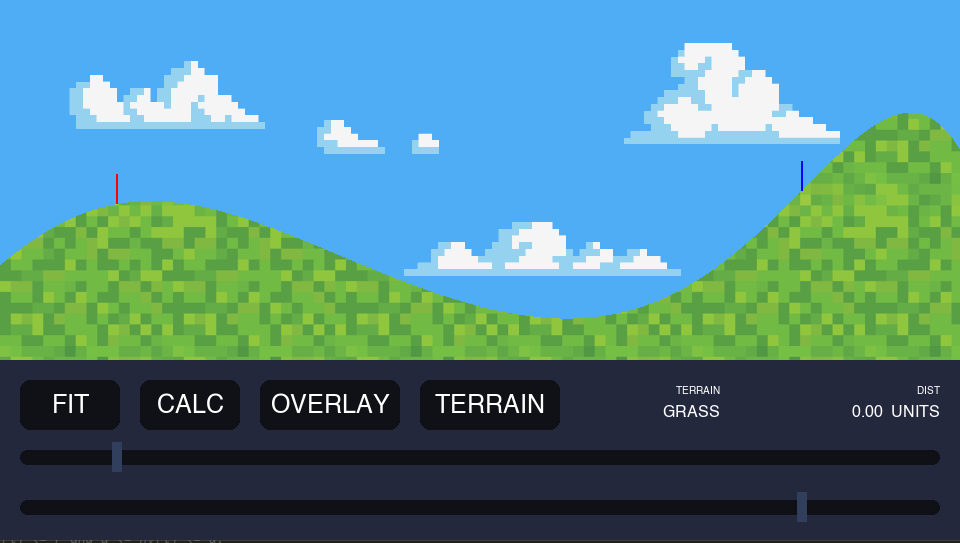 FIT
CALC
OVERLAY
TERRAIN
TERRAIN
GRASS
DIST
0.00 UNITS